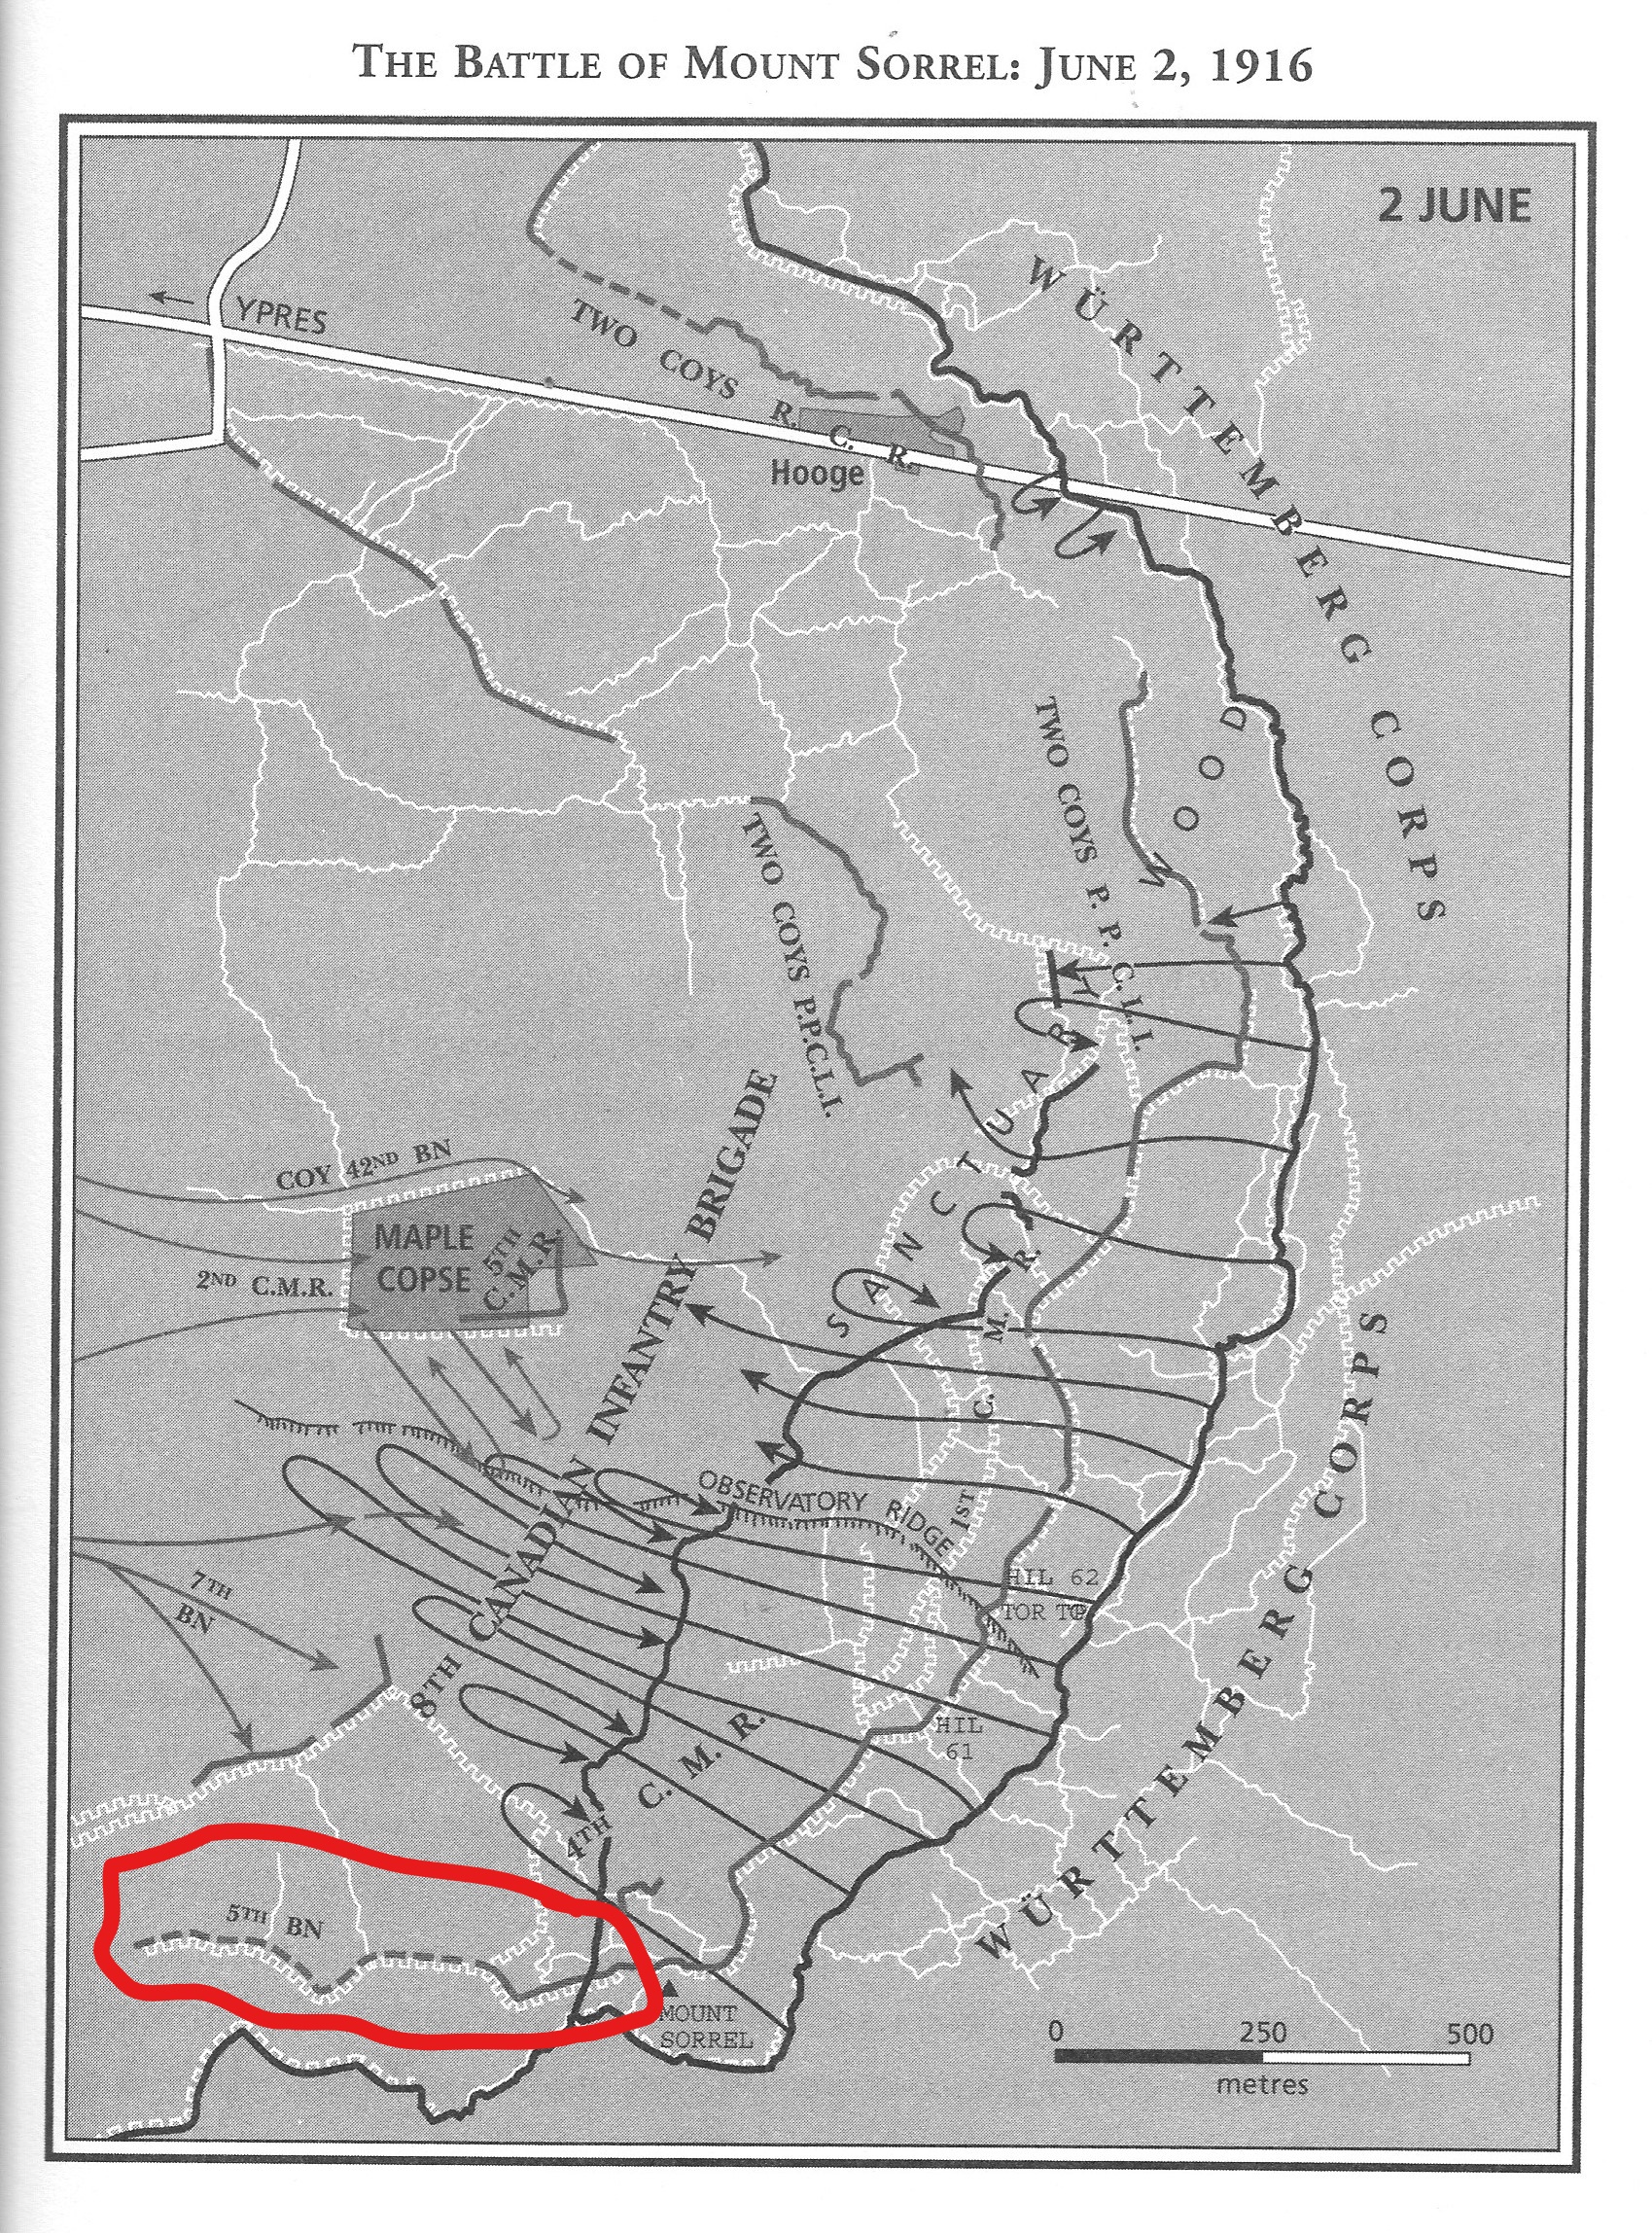 THE BATTLE OF MOUNT SORREL: JUNE 2, 1916
2 JUNE
WÜRTTEMBERG CORPS
YPRES
TWO COYS R. C. R.
Hooge
WOOD
TWO COYS P. P. C. L. I.
TWO COYS P.P.C.L.I.
SANCTUARY
COY 42ND BN
MAPLE
COPSE
5TH
C.M.R.
2ND C.M.R.
8TH CANADIAN INFANTRY BRIGADE
1ST C. M. R.
OBSERVATORY RIDGE
HIL 62
TOR TOP
7TH
BN
HIL
61
4TH C. M. R.
WÜRTTEMBERG CORPS
5TH BN
MOUNT
SORREL
0 250 500
metres